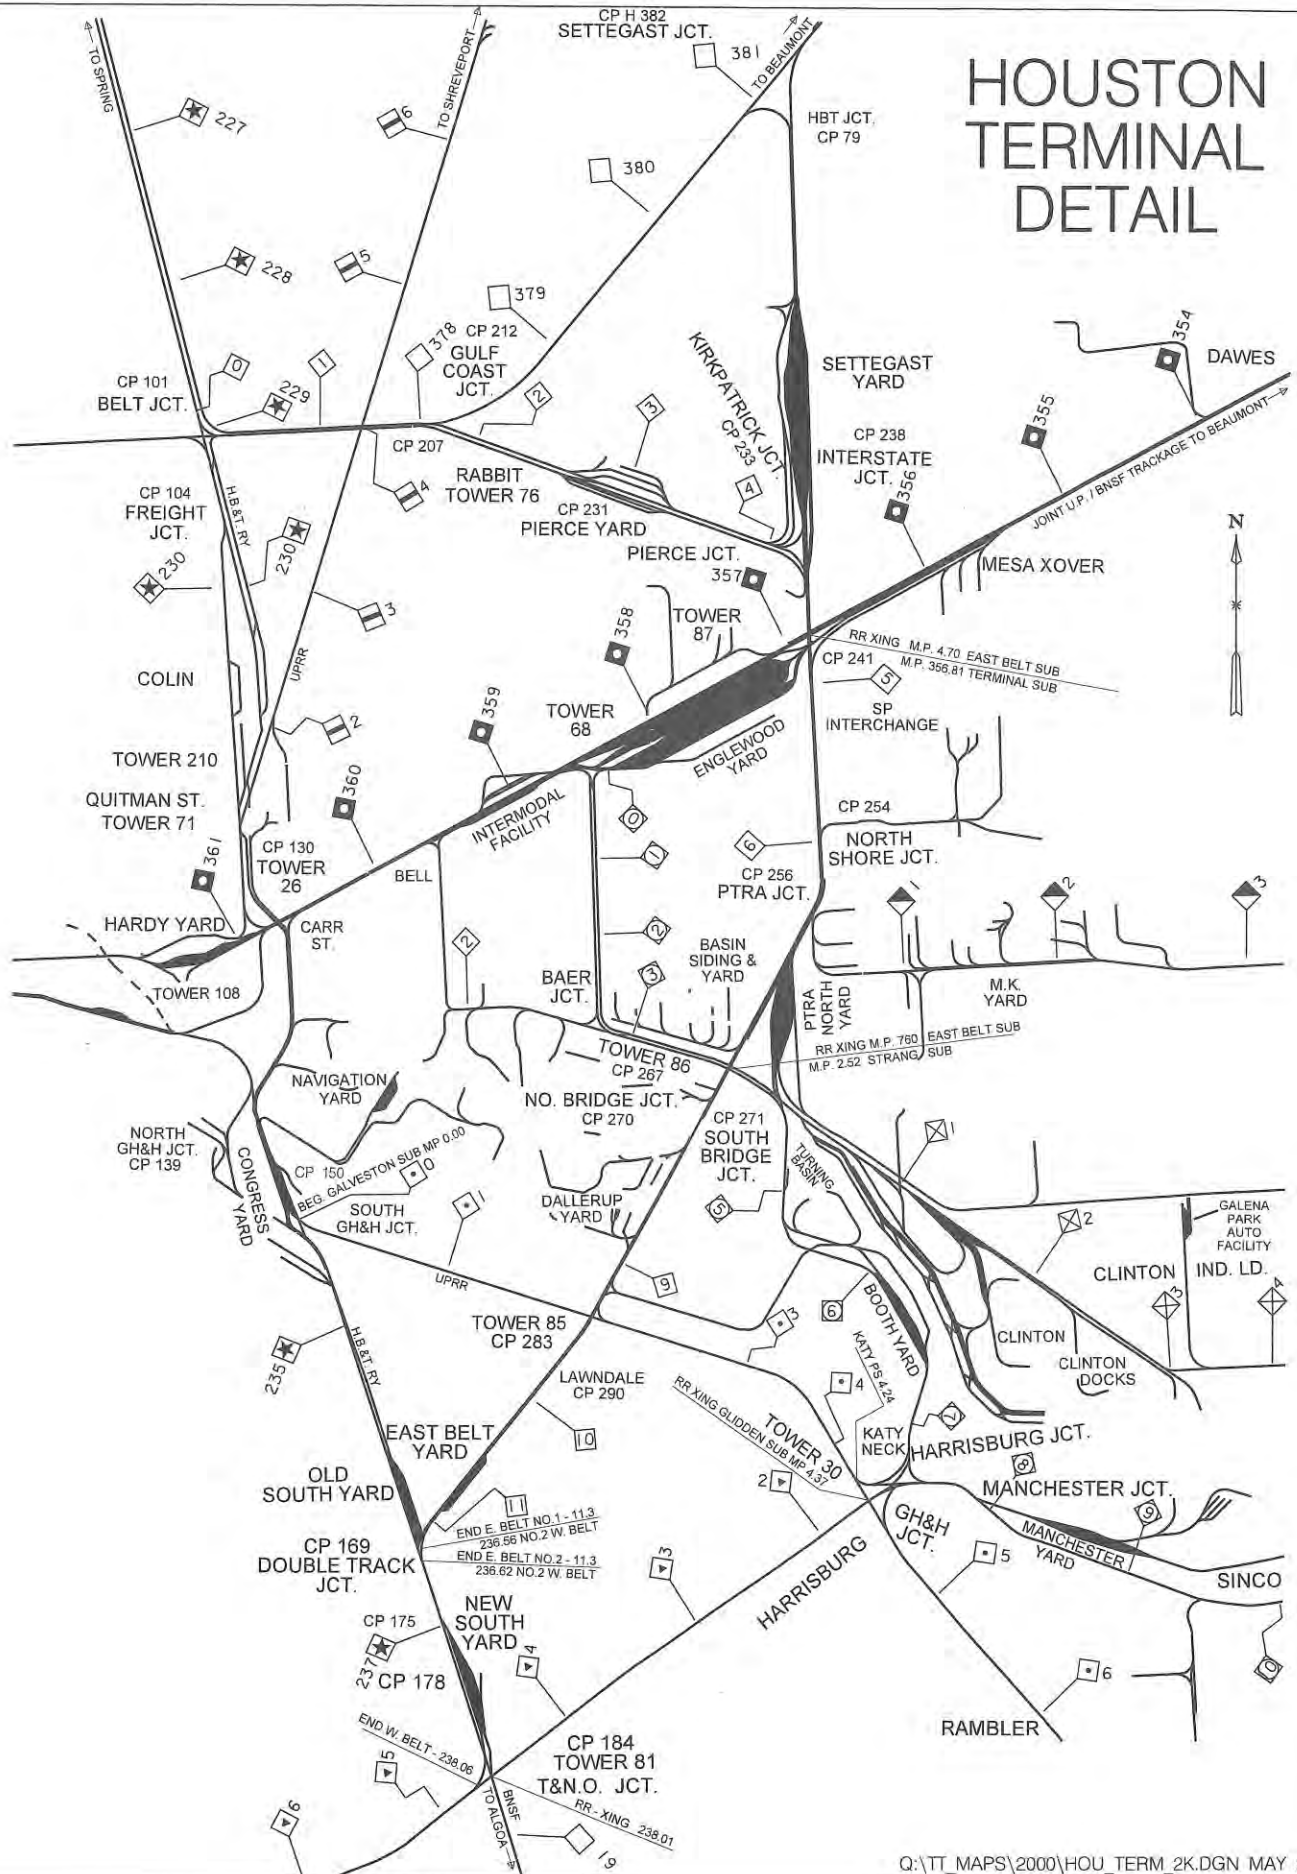 CP H 382
SETTEGAST JCT.
TO SPRING
TO SHREVEPORT
TO BEAUMONT
HOUSTON
TERMINAL
DETAIL
381
227
6
HBT JCT.
CP 79
380
228
5
379
378
CP 212
GULF
COAST
JCT.
KIRKPATRICK JCT.
CP 233
SETTEGAST
YARD
354
DAWES
CP 101
BELT JCT.
0
229
1
2
3
355
CP 207
CP 238
INTERSTATE
JCT.
356
JOINT U.P. / BNSF TRACKAGE TO BEAUMONT
4
RABBIT
TOWER 76
CP 231
PIERCE YARD
4
CP 104
FREIGHT
JCT.
H.B.&T. RY
230
230
PIERCE JCT.
357
N
MESA XOVER
3
358
TOWER
87
RR XING M.P. 4.70 EAST BELT SUB
M.P. 356.81 TERMINAL SUB
UPRR
COLIN
CP 241
5
SP
INTERCHANGE
2
359
TOWER
68
ENGLEWOOD
YARD
TOWER 210
QUITMAN ST.
TOWER 71
360
INTERMODAL
FACILITY
0
CP 254
NORTH
SHORE JCT.
361
CP 130
TOWER
26
BELL
1
6
CP 256
PTRA JCT.
1
2
3
HARDY YARD
CARR
ST.
2
2
BASIN
SIDING &
YARD
BAER
JCT.
3
TOWER 108
M.K.
YARD
PTRA
NORTH
YARD
RR XING M.P. 760 EAST BELT SUB
M.P. 2.52 STRANG SUB
TOWER 86
CP 267
NAVIGATION
YARD
NO. BRIDGE JCT.
CP 270
CP 271
SOUTH
BRIDGE
JCT.
NORTH
GH&H JCT.
CP 139
1
TURNING
BASIN
CONGRESS
YARD
CP 150
BEG. GALVESTON SUB MP 0.00
0
SOUTH
GH&H JCT.
1
DALLERUP
YARD
5
2
GALENA
PARK
AUTO
FACILITY
UPRR
9
CLINTON IND. LD.
3
4
TOWER 85
CP 283
3
6
BOOTH YARD
CLINTON
CLINTON
DOCKS
235
H.B.&T. RY
LAWNDALE
CP 290
4
KATY PS 4.24
RR XING GLIDDEN SUB MP 4.37
7
EAST BELT
YARD
10
TOWER 30
KATY
NECK
HARRISBURG JCT.
OLD
SOUTH YARD
8
MANCHESTER JCT.
2
11
END E. BELT NO.1 - 11.3
236.56 NO.2 W. BELT
END E. BELT NO.2 - 11.3
236.62 NO.2 W. BELT
CP 169
DOUBLE TRACK
JCT.
3
HARRISBURG
GH&H
JCT.
9
MANCHESTER
YARD
5
SINCO
NEW
SOUTH
YARD
CP 175
237
CP 178
4
6
RAMBLER
END W. BELT - 238.06
CP 184
TOWER 81
T&N.O. JCT.
5
BNSF
TO ALGOA
RR - XING 238.01
6
19
Q:\TT_MAPS\2000\HOU_TERM_2K.DGN MAY